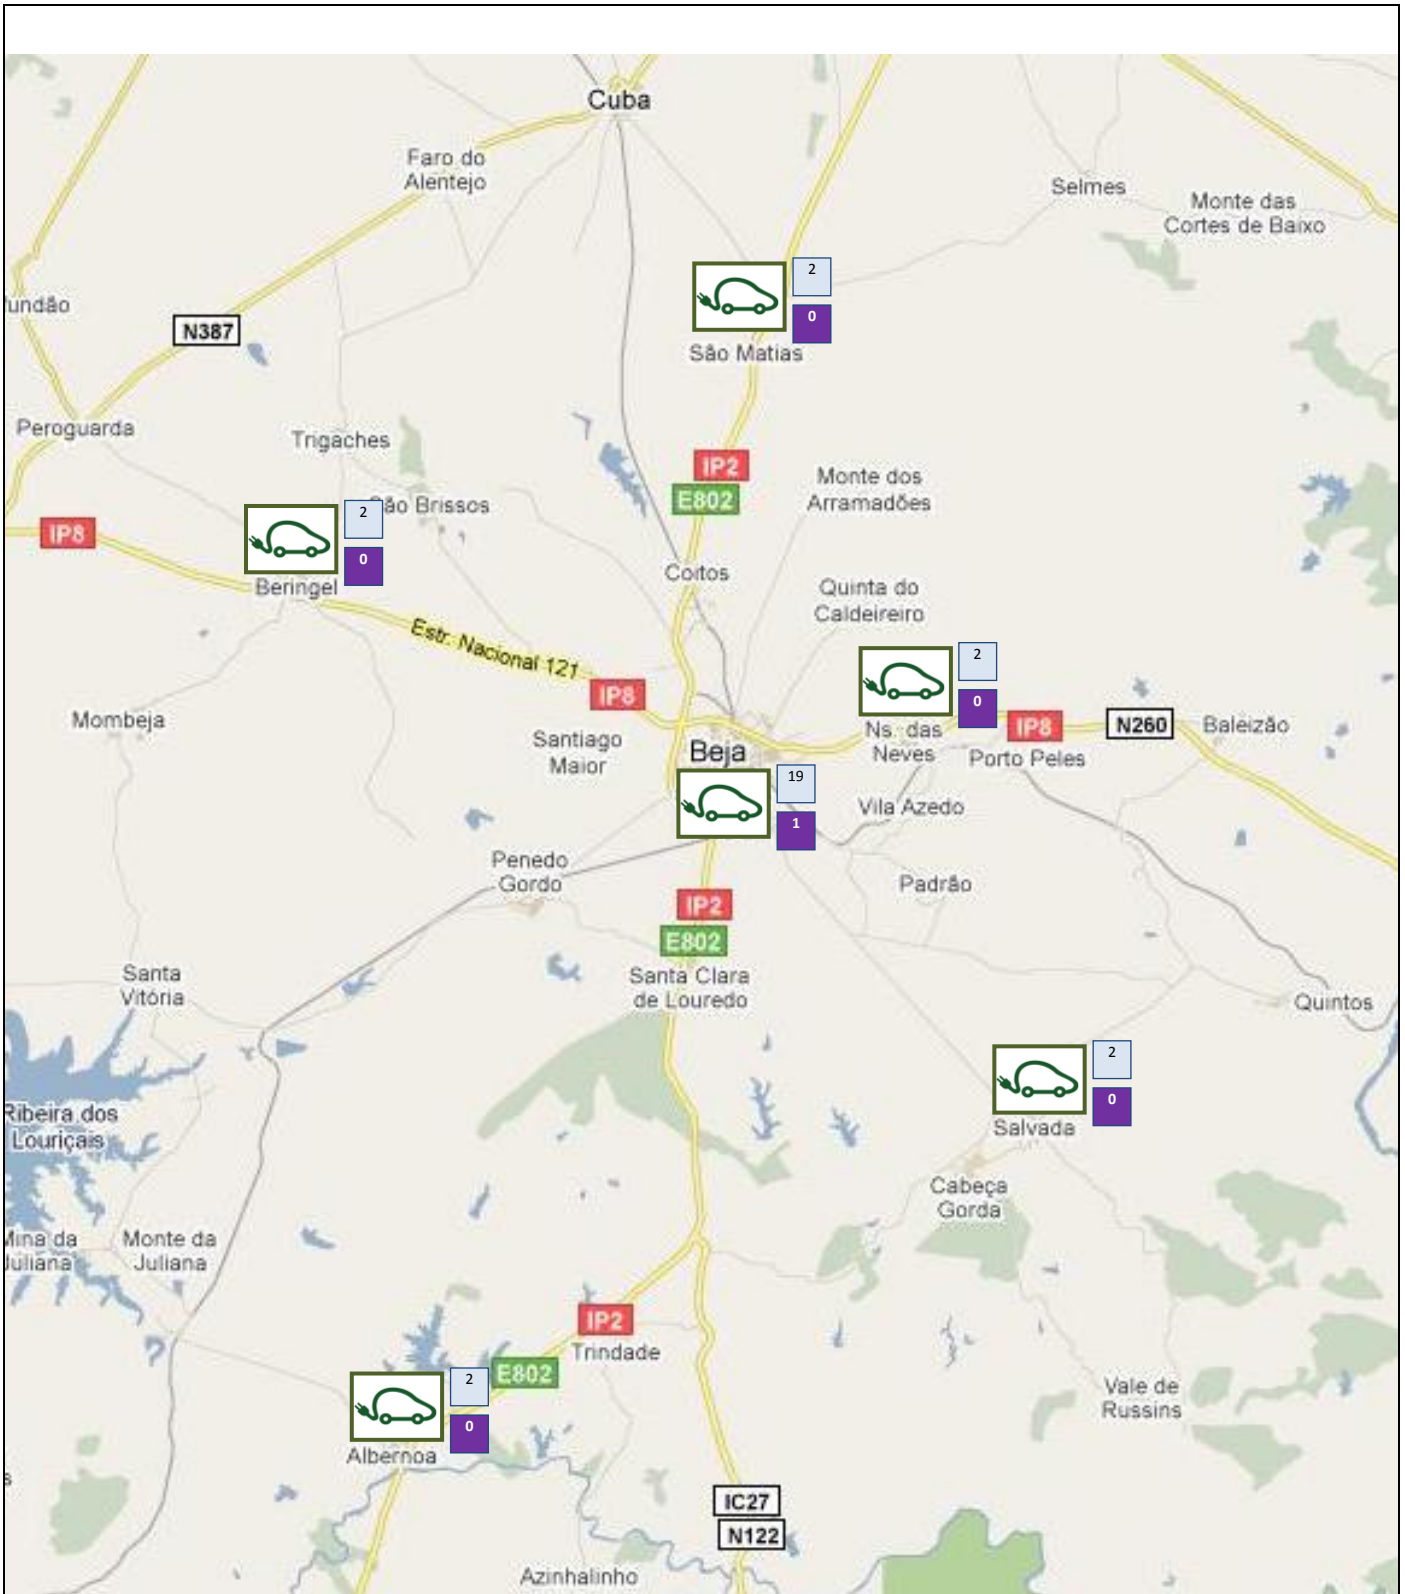 Cuba
Faro do
Alentejo
Selmes
Monte das
Cortes de Baixo
2
0
São Matias
undão
N387
Peroguarda
Trigaches
IP2
E802
Monte dos
Arramadões
2
0
São Brissos
IP8
Beringel
Coitos
Quinta do
Caldeireiro
Estr. Nacional 121
IP8
2
0
Ns. das
Neves
IP8
N260
Baleizão
Porto Peles
Mombeja
Santiago
Maior
Beja
19
1
Vila Azedo
Penedo
Gordo
Padrão
IP2
E802
Santa Clara
de Louredo
Santa
Vitória
Quintos
2
0
Salvada
Ribeira dos
Louriçais
Cabeça
Gorda
Mina da
Juliana
Monte da
Juliana
IP2
Trindade
E802
2
0
Albernoa
Vale de
Russins
IC27
N122
s
Azinhalinho